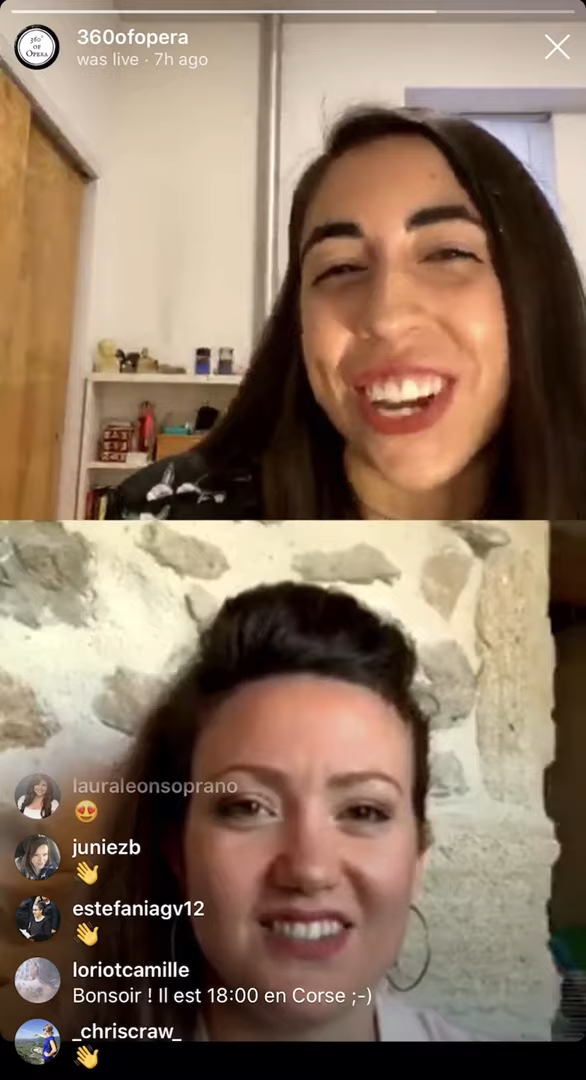 360°
OF
OPERA
360ofopera
was live · 7h ago
lauraleonsoprano
😍
juniezb
👋
estefaniagv12
👋
loriotcamille
Bonsoir ! Il est 18:00 en Corse ;-)
_chriscraw_
👋